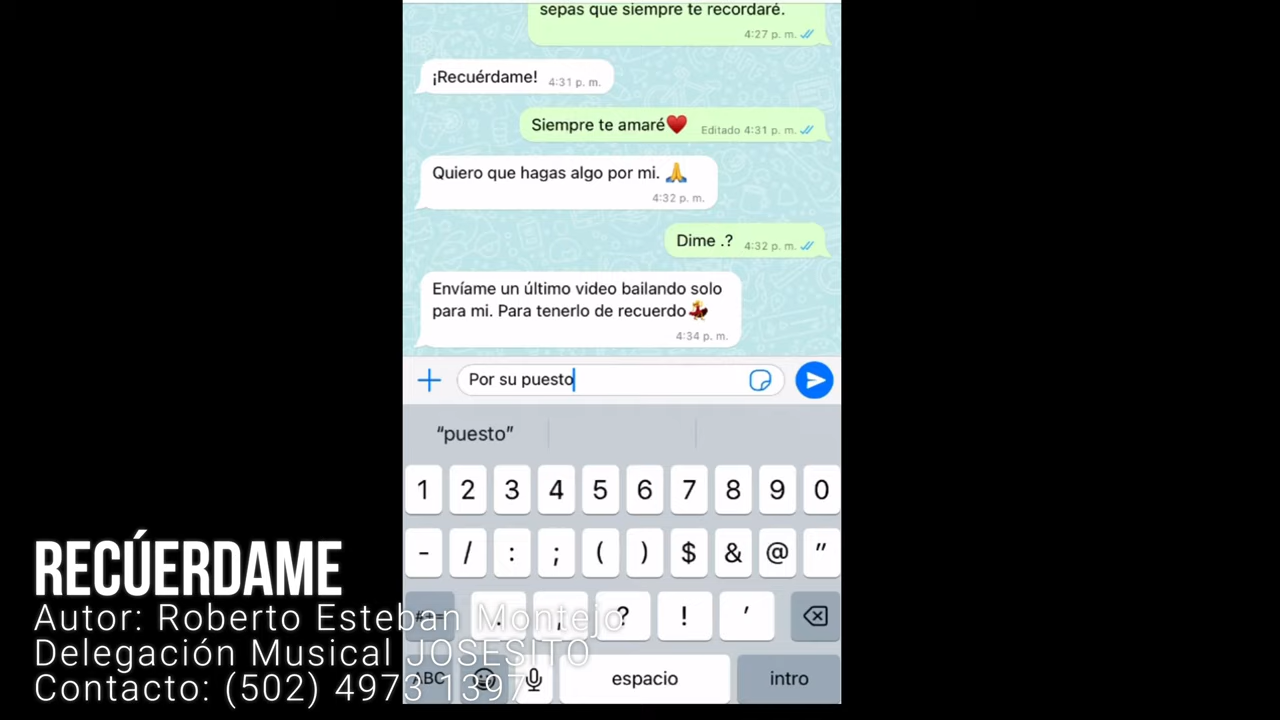 sepas que siempre te recordaré.
4:27 p. m.
¡Recuérdame! 4:31 p. m.
Siempre te amaré❤️ Editado 4:31 p. m.
Quiero que hagas algo por mi. 🙏
4:32 p. m.
Dime .? 4:32 p. m.
Envíame un último video bailando solo
para mi. Para tenerlo de recuerdo💃
4:34 p. m.
Por su puesto
“puesto”
1 2 3 4 5 6 7 8 9 0
- / : ; ( ) $ & @ "
#+= . , ? ! '
ABC espacio intro
RECÚERDAME
Autor: Roberto Esteban Montejo
Delegación Musical JOSESITO
Contacto: (502) 4973 1397